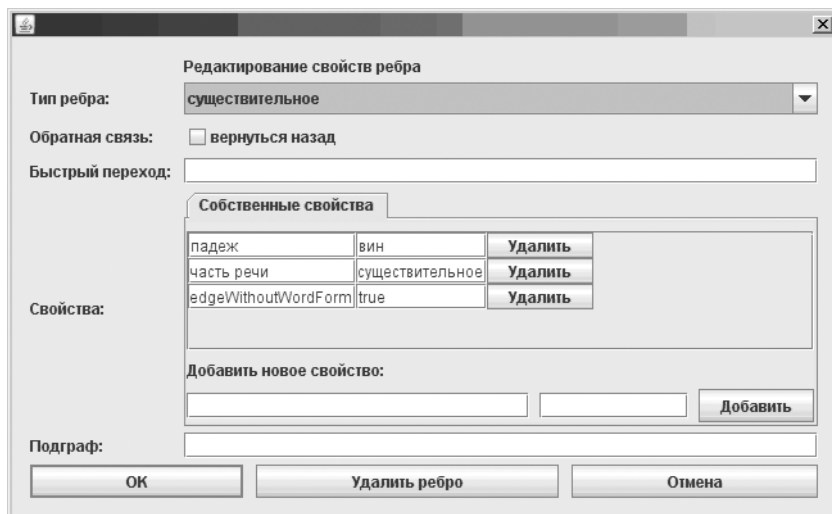 Редактирование свойств ребра
Тип ребра: существительное
Обратная связь: вернуться назад
Быстрый переход:
Собственные свойства
падеж вин Удалить
часть речи существительное Удалить
edgeWithoutWordForm true Удалить
Свойства:
Добавить новое свойство:
Добавить
Подграф:
OK Удалить ребро Отмена